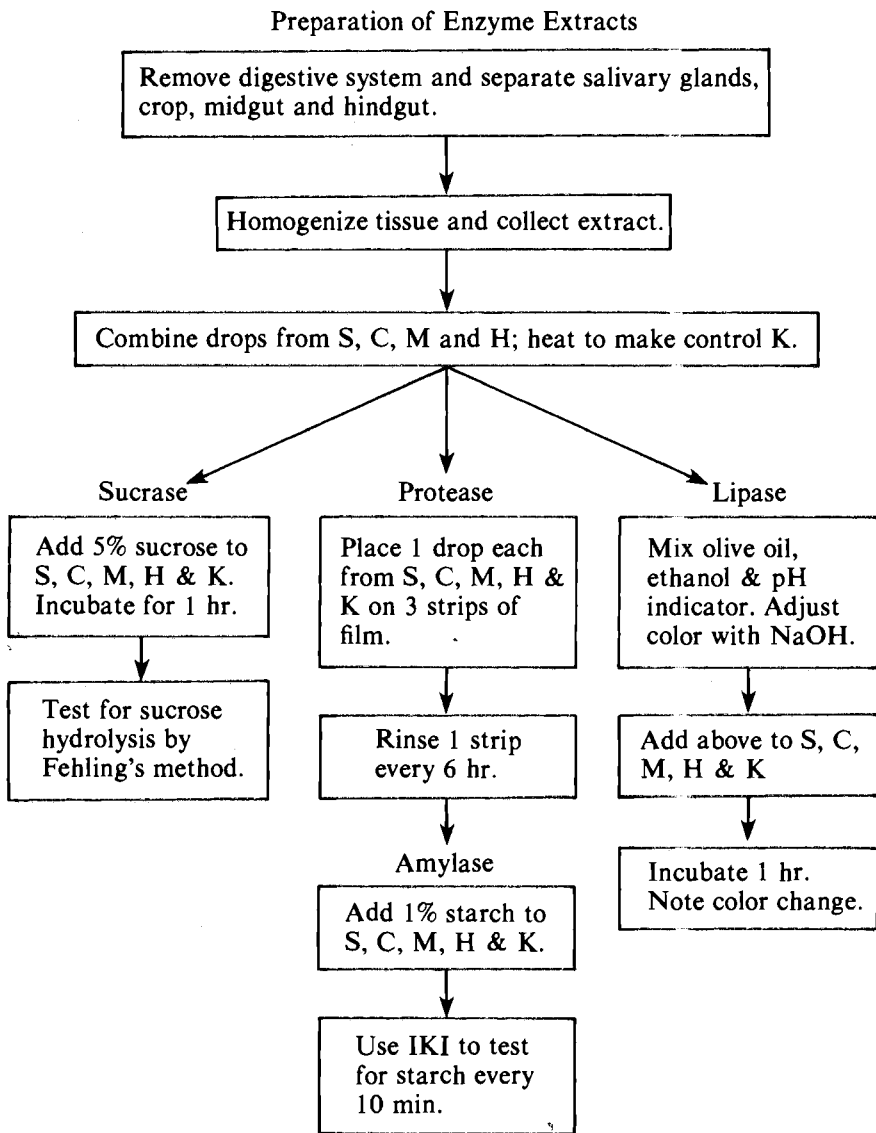 Preparation of Enzyme Extracts
Remove digestive system and separate salivary glands,
crop, midgut and hindgut.
Homogenize tissue and collect extract.
Combine drops from S, C, M and H; heat to make control K.
Sucrase
Add 5% sucrose to
S, C, M, H & K.
Incubate for 1 hr.
Test for sucrose
hydrolysis by
Fehling's method.
Protease
Place 1 drop each
from S, C, M, H &
K on 3 strips of
film.
Rinse 1 strip
every 6 hr.
Amylase
Add 1% starch to
S, C, M, H & K.
Use IKI to test
for starch every
10 min.
Lipase
Mix olive oil,
ethanol & pH
indicator. Adjust
color with NaOH.
Add above to S, C,
M, H & K
Incubate 1 hr.
Note color change.